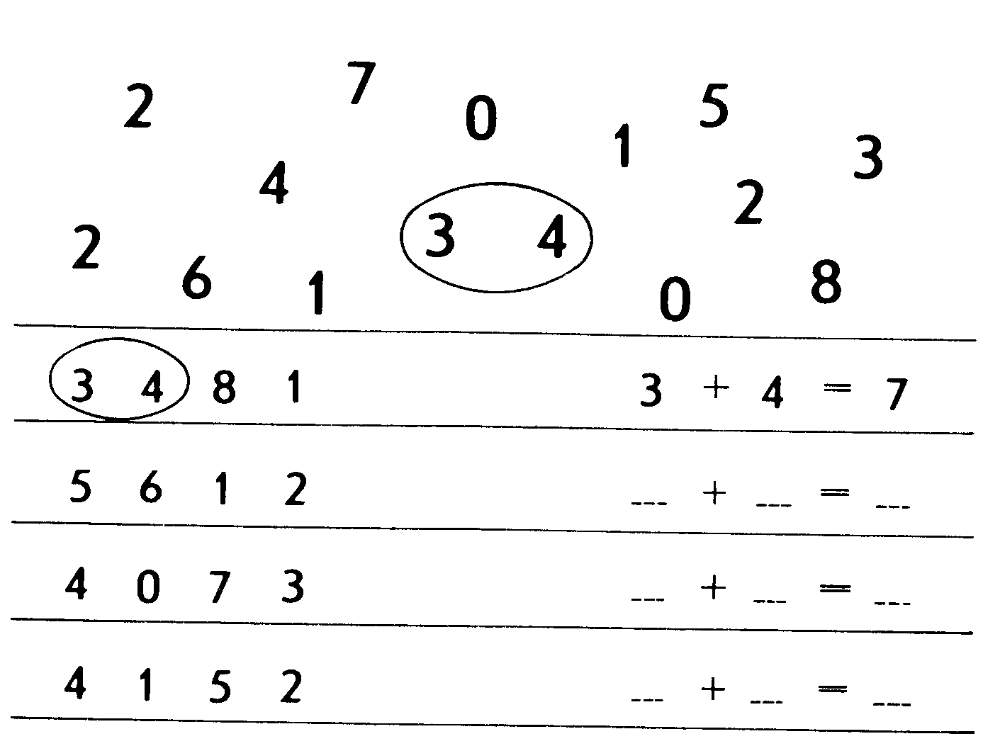 2 7 0 1 5 3
4 3 4 2
2 6 1 0 8
3 4 8 1 3 + 4 = 7
5 6 1 2 --- + --- = ---
4 0 7 3 --- + --- = ---
4 1 5 2 --- + --- = ---